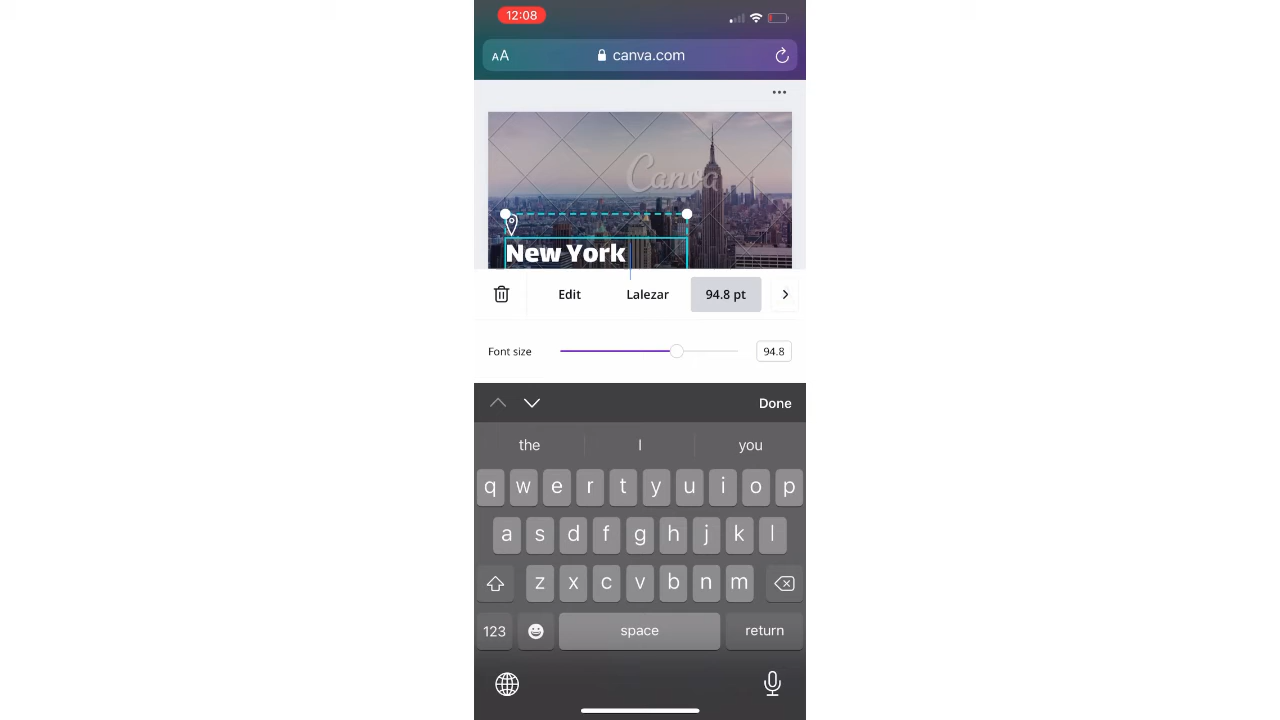 12:08
AA canva.com
Canva
New York
Edit Lalezar 94.8 pt
Font size 94.8
Done
the I you
q w e r t y u i o p
a s d f g h j k l
z x c v b n m
123 space return